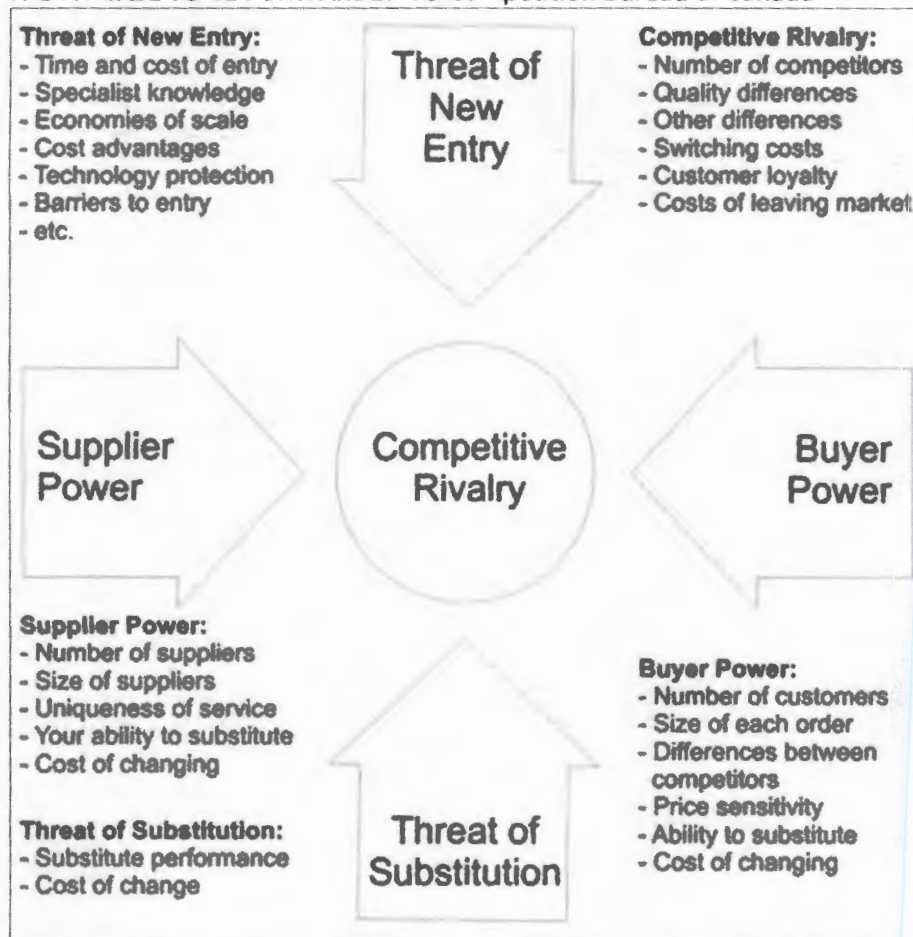 Threat of New Entry:
- Time and cost of entry
- Specialist knowledge
- Economies of scale
- Cost advantages
- Technology protection
- Barriers to entry
- etc.
Threat of
New
Entry
Competitive Rivalry:
- Number of competitors
- Quality differences
- Other differences
- Switching costs
- Customer loyalty
- Costs of leaving market
Supplier
Power
Competitive
Rivalry
Buyer
Power
Supplier Power:
- Number of suppliers
- Size of suppliers
- Uniqueness of service
- Your ability to substitute
- Cost of changing
Threat of Substitution:
- Substitute performance
- Cost of change
Threat of
Substitution
Buyer Power:
- Number of customers
- Size of each order
- Differences between
competitors
- Price sensitivity
- Ability to substitute
- Cost of changing